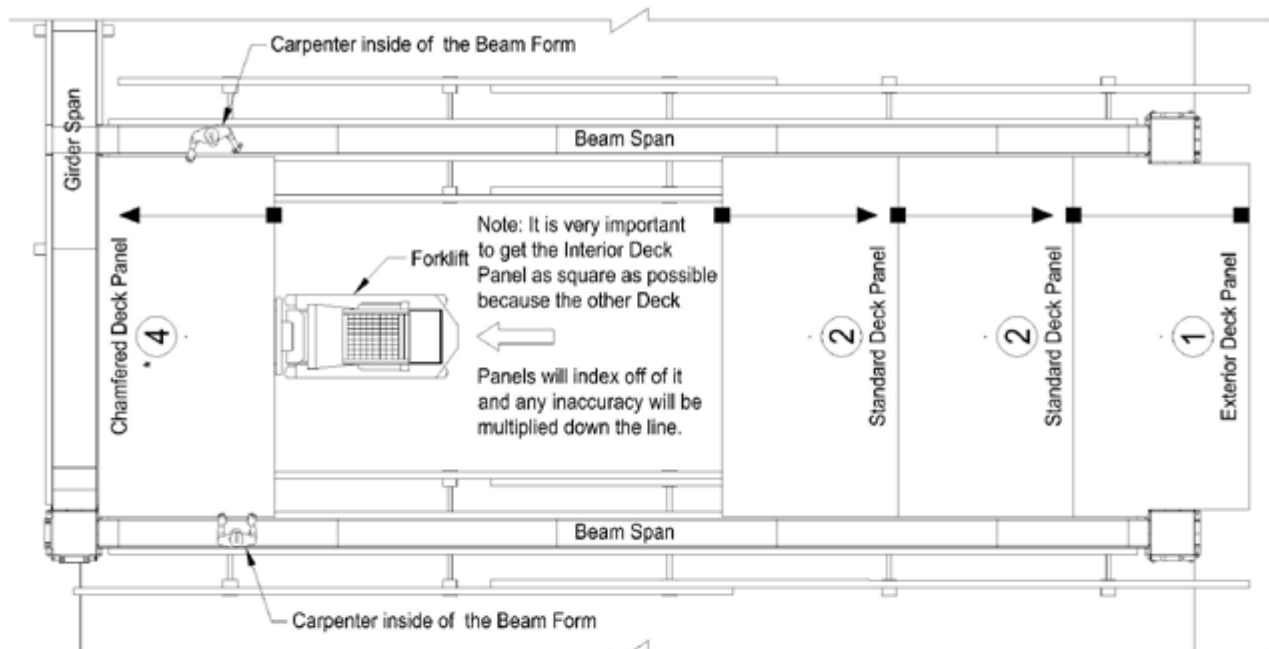 Carpenter inside of the Beam Form
Girder Span
Beam Span
Note: It is very important
to get the Interior Deck
Panel as square as possible
because the other Deck
Panels will index off of it
and any inaccuracy will be
multiplied down the line.
Forklift
Chamfered Deck Panel
* 4
2
Standard Deck Panel
2
Standard Deck Panel
1
Exterior Deck Panel
Beam Span
Carpenter inside of the Beam Form